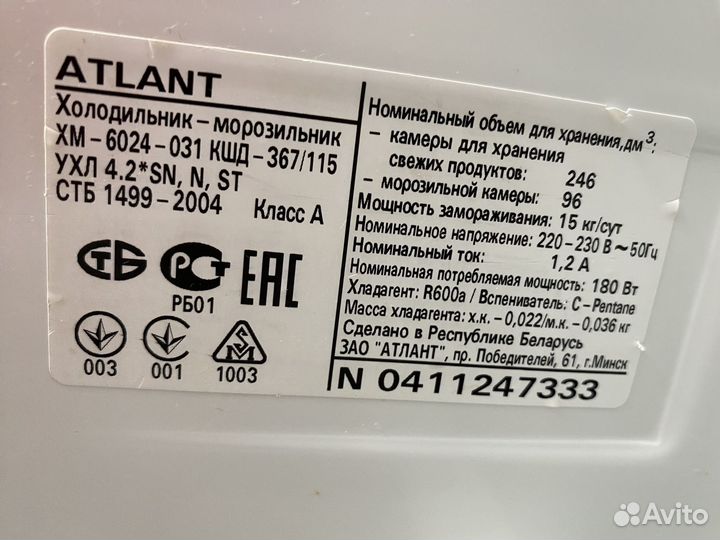 ATLANT
Холодильник-морозильник
ХМ-6024-031 КШД-367/115
УХЛ 4.2*SN, N, ST
СТБ 1499-2004 Класс А
СТБ
РСТ
РБ01
ЕАС
003
001
1003
Номинальный объем для хранения,дм³:
- камеры для хранения
свежих продуктов: 246
- морозильной камеры: 96
Мощность замораживания: 15 кг/сут
Номинальное напряжение: 220-230 В ~ 50Гц
Номинальный ток: 1,2 А
Номинальная потребляемая мощность: 180 Вт
Хладагент: R600a / Вспениватель: C-Pentane
Масса хладагента: х.к. - 0,022/м.к. - 0,036 кг
Сделано в Республике Беларусь
ЗАО "АТЛАНТ", пр. Победителей, 61, г.Минск
N 0411247333
Avito